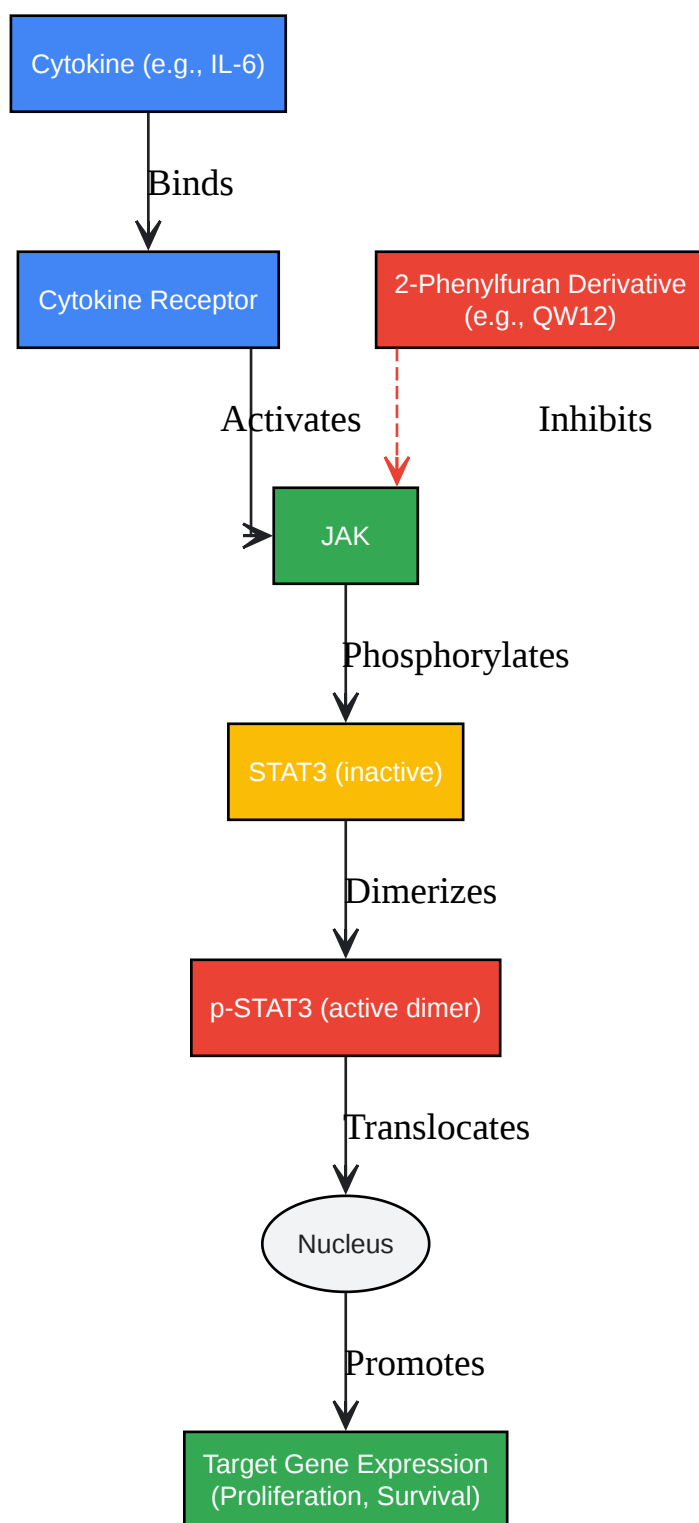 Cytokine (e.g., IL-6)
Binds
Cytokine Receptor
2-Phenylfuran Derivative
(e.g., QW12)
Activates
Inhibits
JAK
Phosphorylates
STAT3 (inactive)
Dimerizes
p-STAT3 (active dimer)
Translocates
Nucleus
Promotes
Target Gene Expression
(Proliferation, Survival)